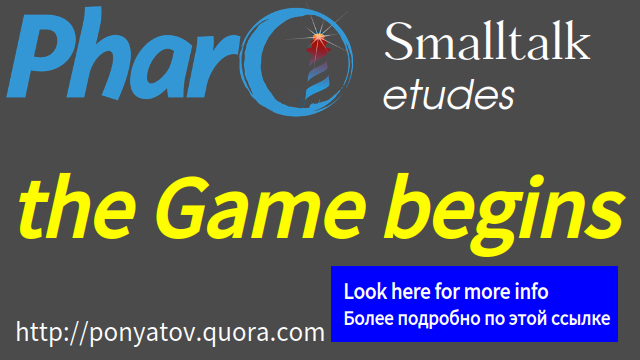 Pharo
Smalltalk
etudes
the Game begins
Look here for more info
Более подробно по этой ссылке
http://ponyatov.quora.com